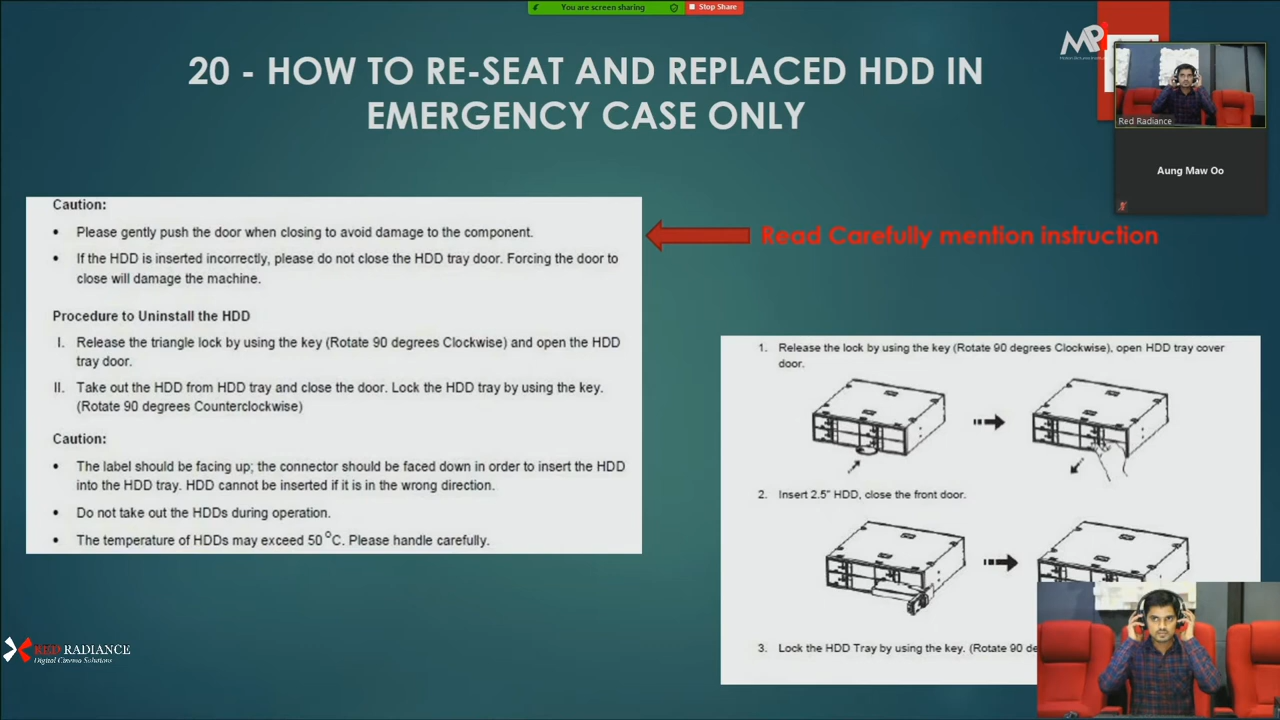 You are screen sharing
Stop Share
20 - HOW TO RE-SEAT AND REPLACED HDD IN
EMERGENCY CASE ONLY
Red Radiance
Aung Maw Oo
Caution:
• Please gently push the door when closing to avoid damage to the component.
• If the HDD is inserted incorrectly, please do not close the HDD tray door. Forcing the door to
close will damage the machine.
Procedure to Uninstall the HDD
I. Release the triangle lock by using the key (Rotate 90 degrees Clockwise) and open the HDD
tray door.
II. Take out the HDD from HDD tray and close the door. Lock the HDD tray by using the key.
(Rotate 90 degrees Counterclockwise)
Caution:
• The label should be facing up; the connector should be faced down in order to insert the HDD
into the HDD tray. HDD cannot be inserted if it is in the wrong direction.
• Do not take out the HDDs during operation.
• The temperature of HDDs may exceed 50°C. Please handle carefully.
Read Carefully mention instruction
1. Release the lock by using the key (Rotate 90 degrees Clockwise), open HDD tray cover
door.
2. Insert 2.5" HDD, close the front door.
3. Lock the HDD Tray by using the key. (Rotate 90 de
RED RADIANCE
Digital Cinema Solutions